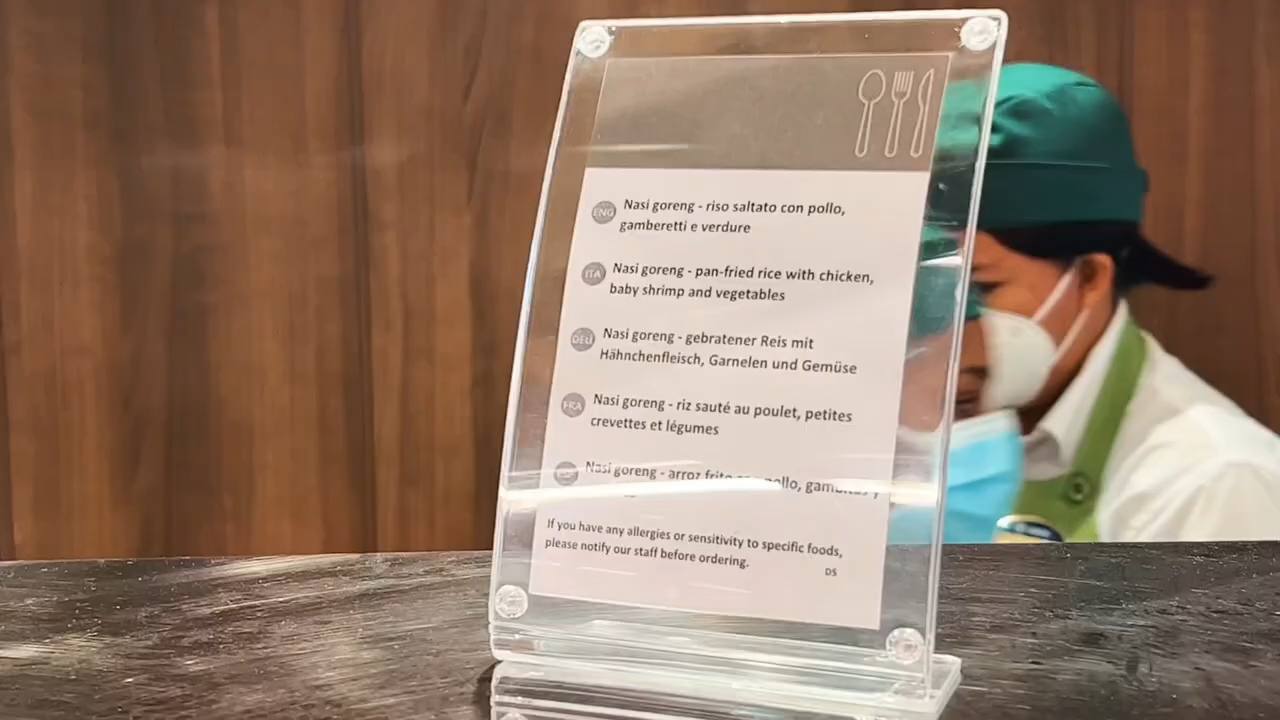 ENG Nasi goreng - riso saltato con pollo,
gamberetti e verdure
ITA Nasi goreng - pan-fried rice with chicken,
baby shrimp and vegetables
DEU Nasi goreng - gebratener Reis mit
Hähnchenfleisch, Garnelen und Gemüse
FRA Nasi goreng - riz sauté au poulet, petites
crevettes et légumes
Nasi goreng - arroz frito pollo, gambitas y
If you have any allergies or sensitivity to specific foods,
please notify our staff before ordering.
DS